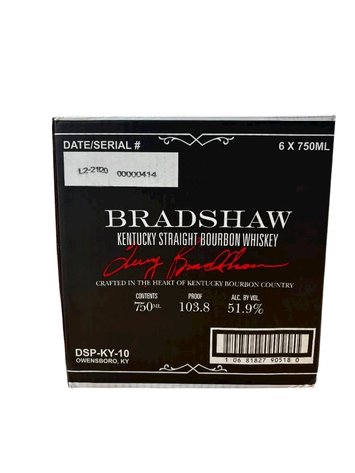 DATE/SERIAL #
6 X 750ML
L2-2120 00000414
BRADSHAW
KENTUCKY STRAIGHT BOURBON WHISKEY
Terry Bradshaw
CRAFTED IN THE HEART OF KENTUCKY BOURBON COUNTRY
CONTENTS PROOF ALC. BY VOL.
750ML 103.8 51.9%
DSP-KY-10
OWENSBORO, KY
1 06 81827 90518 0